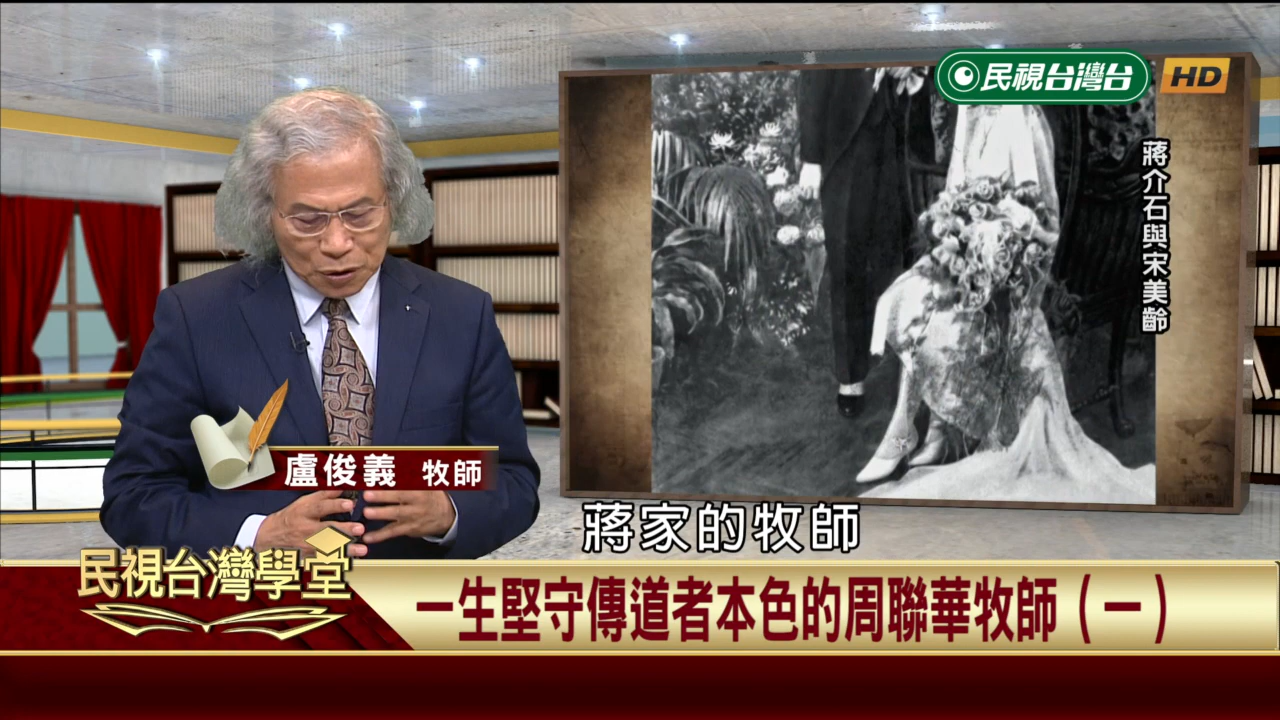 民視台灣台 HD
蔣介石與宋美齡
盧俊義 牧師
蔣家的牧師
民視台灣學堂
一生堅守傳道者本色的周聯華牧師(一)